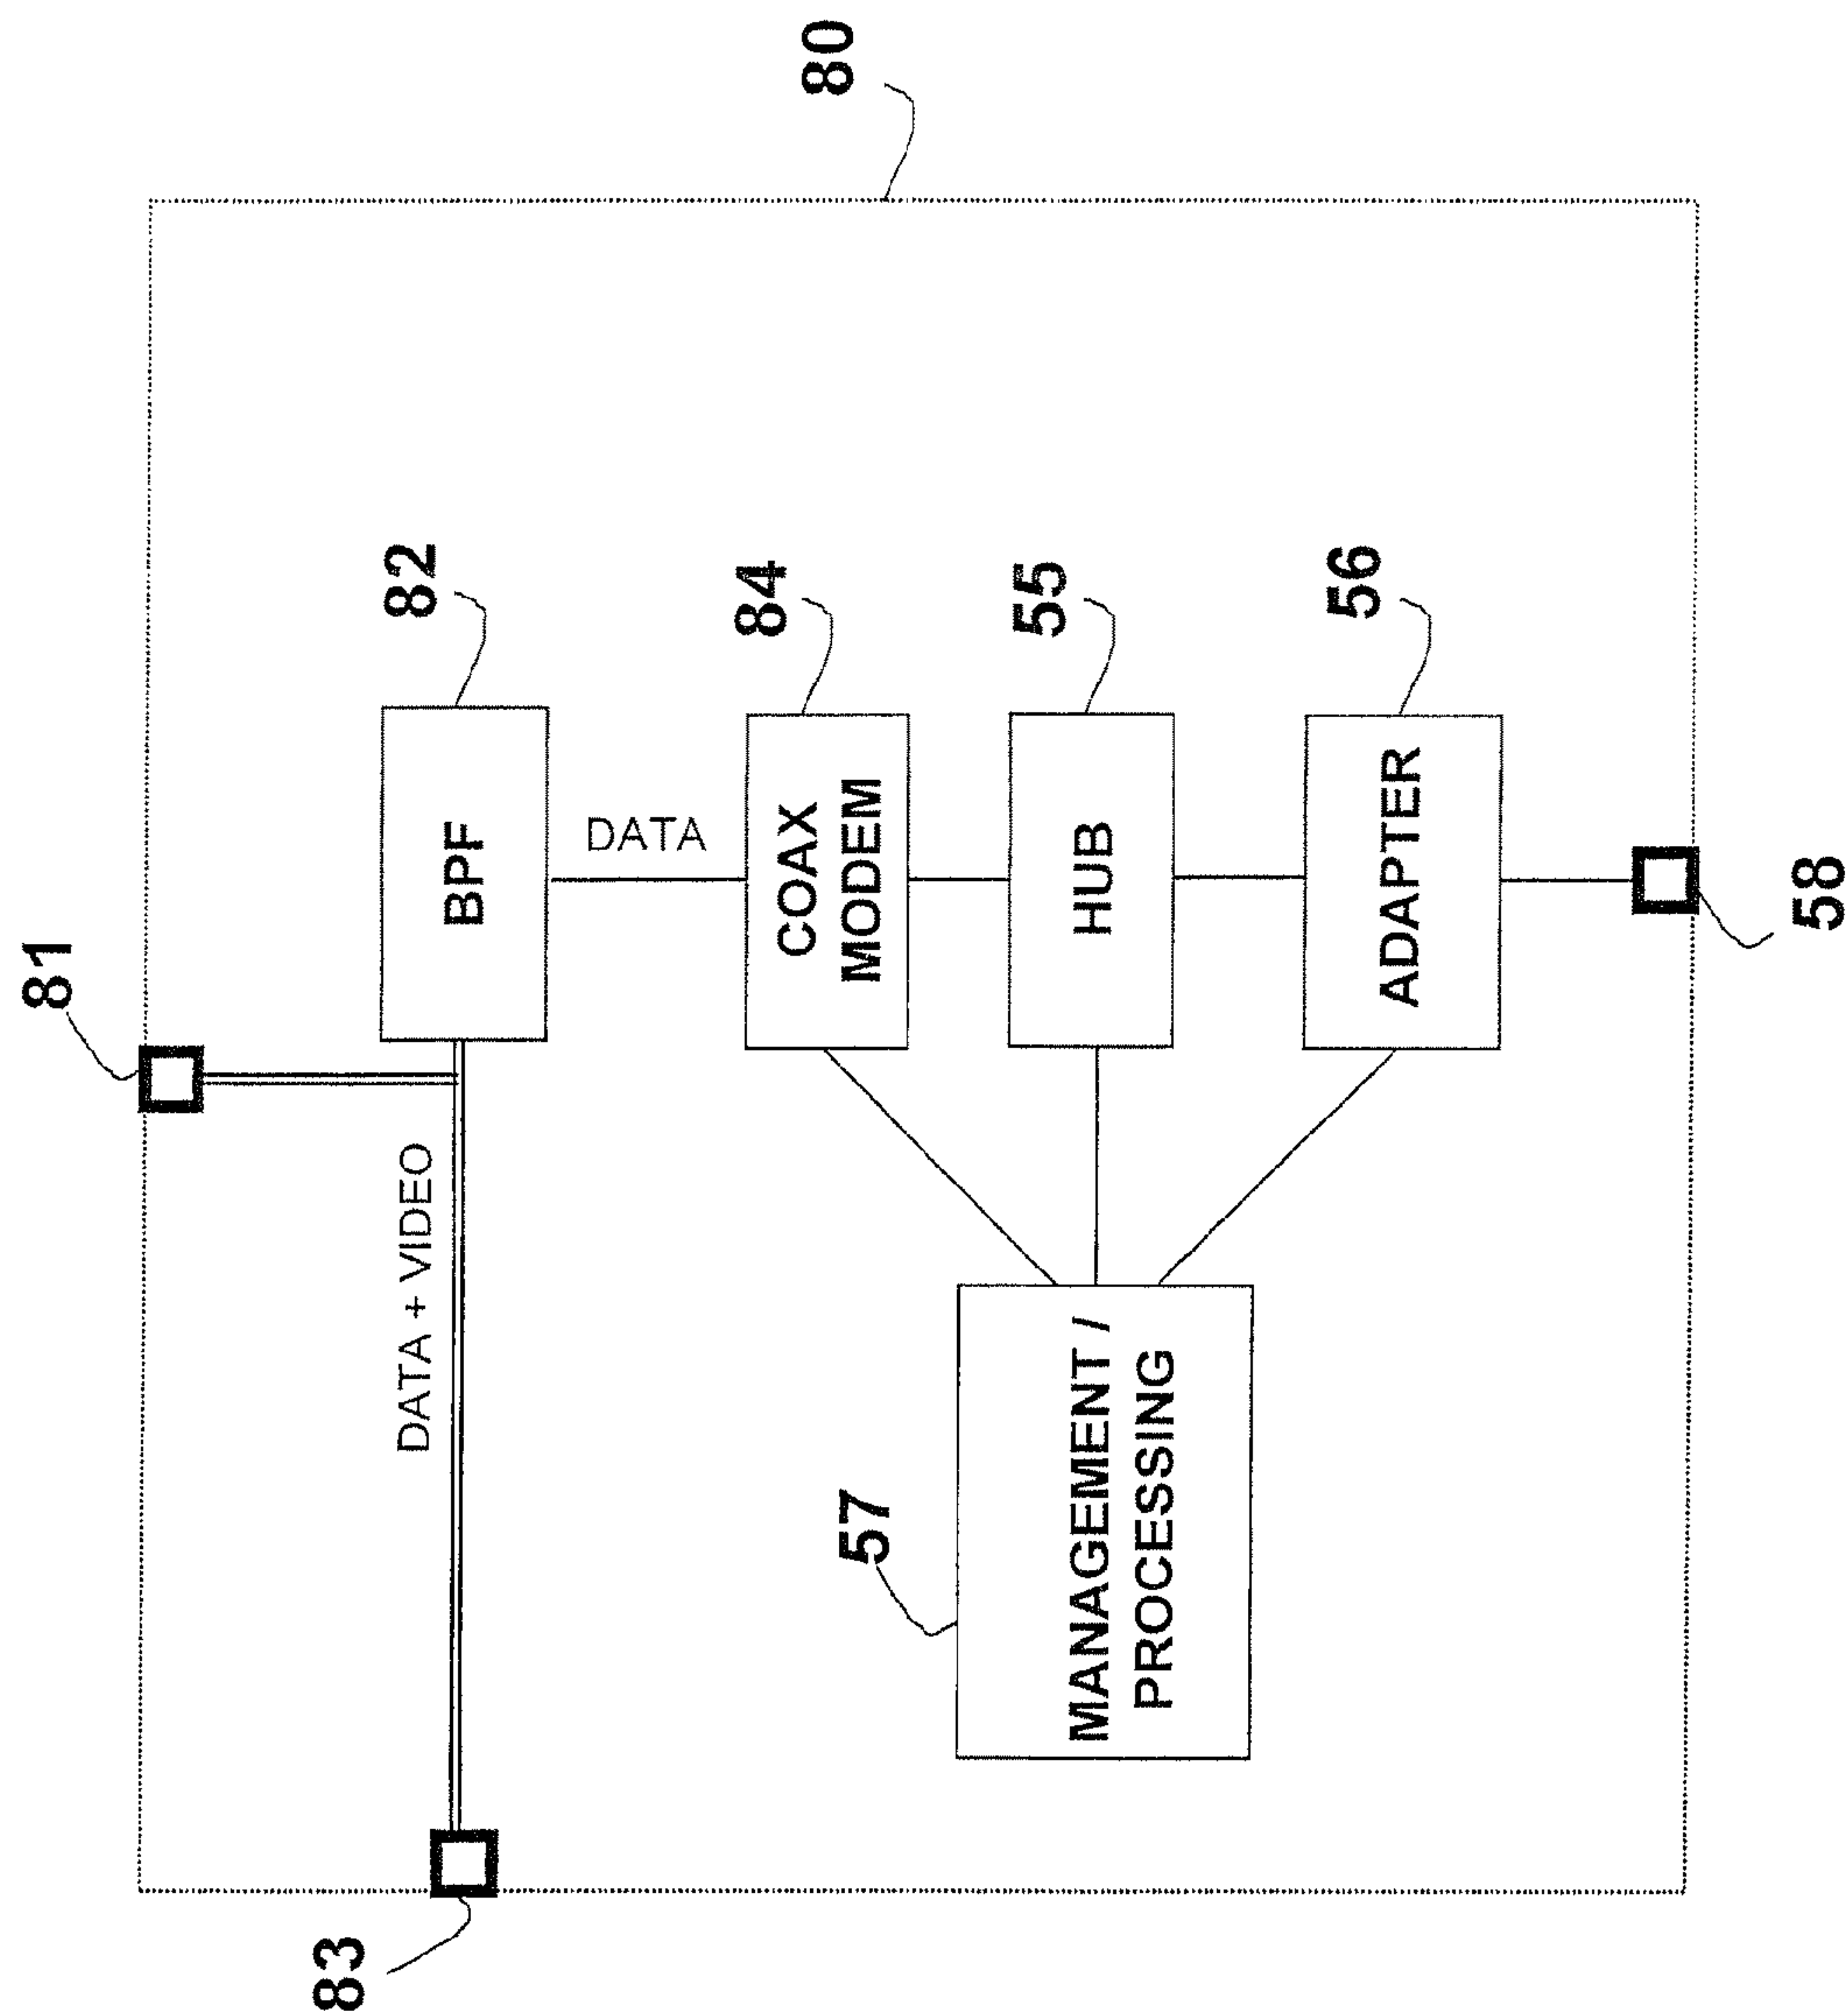 80
81
82
BPF
DATA + VIDEO
83
DATA
84
COAX
MODEM
55
HUB
57
MANAGEMENT /
PROCESSING
56
ADAPTER
58